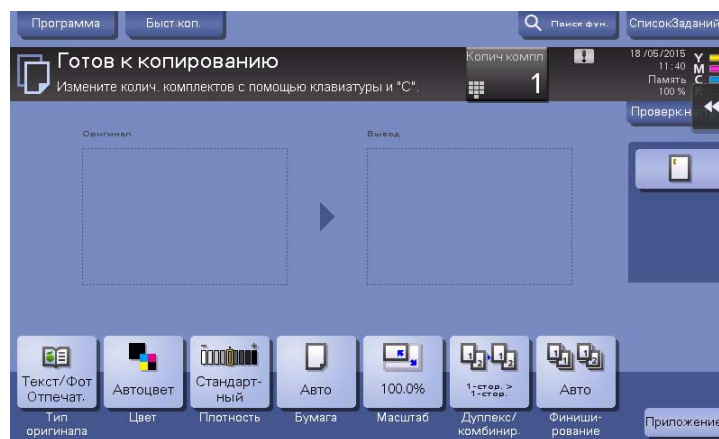 Программа
Быст.коп.
Поиск фун.
СписокЗаданий
Готов к копированию
Измените колич. комплектов с помощью клавиатуры и "C".
Колич компл
1
18/05/2015
11:40
Память
100 %
Y
M
C
K
Проверк.н
Оригинал
Вывод
Текст/Фот
Отпечат.
Автоцвет
Стандарт-
ный
Авто
100.0%
1-стор. >
1-стор.
Авто
Тип
оригинала
Цвет
Плотность
Бумага
Масштаб
Дуплекс/
комбинир.
Финиши-
рование
Приложение